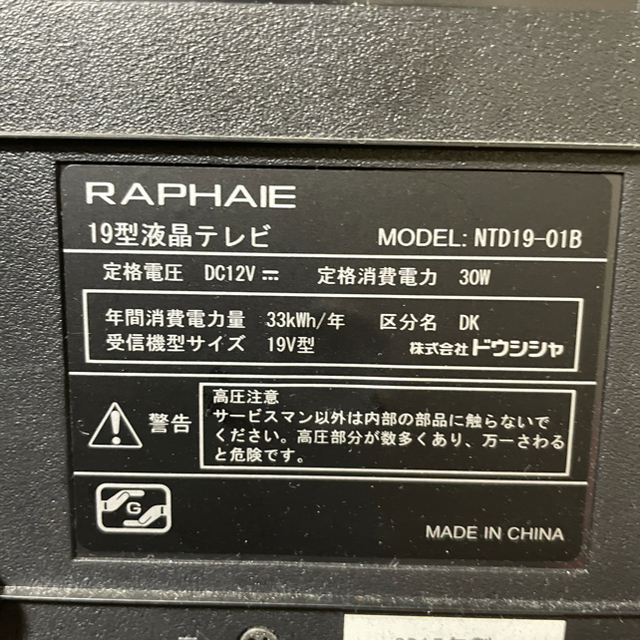 RAPHAIE
19型液晶テレビ MODEL: NTD19-01B
定格電圧 DC12V ⎓ 定格消費電力 30W
年間消費電力量 33kWh/年 区分名 DK
受信機型サイズ 19V型 株式会社ドウシシャ
高圧注意
警告
サービスマン以外は内部の部品に触らないで
ください。高圧部分が数多くあり、万一さわる
と危険です。
G
MADE IN CHINA